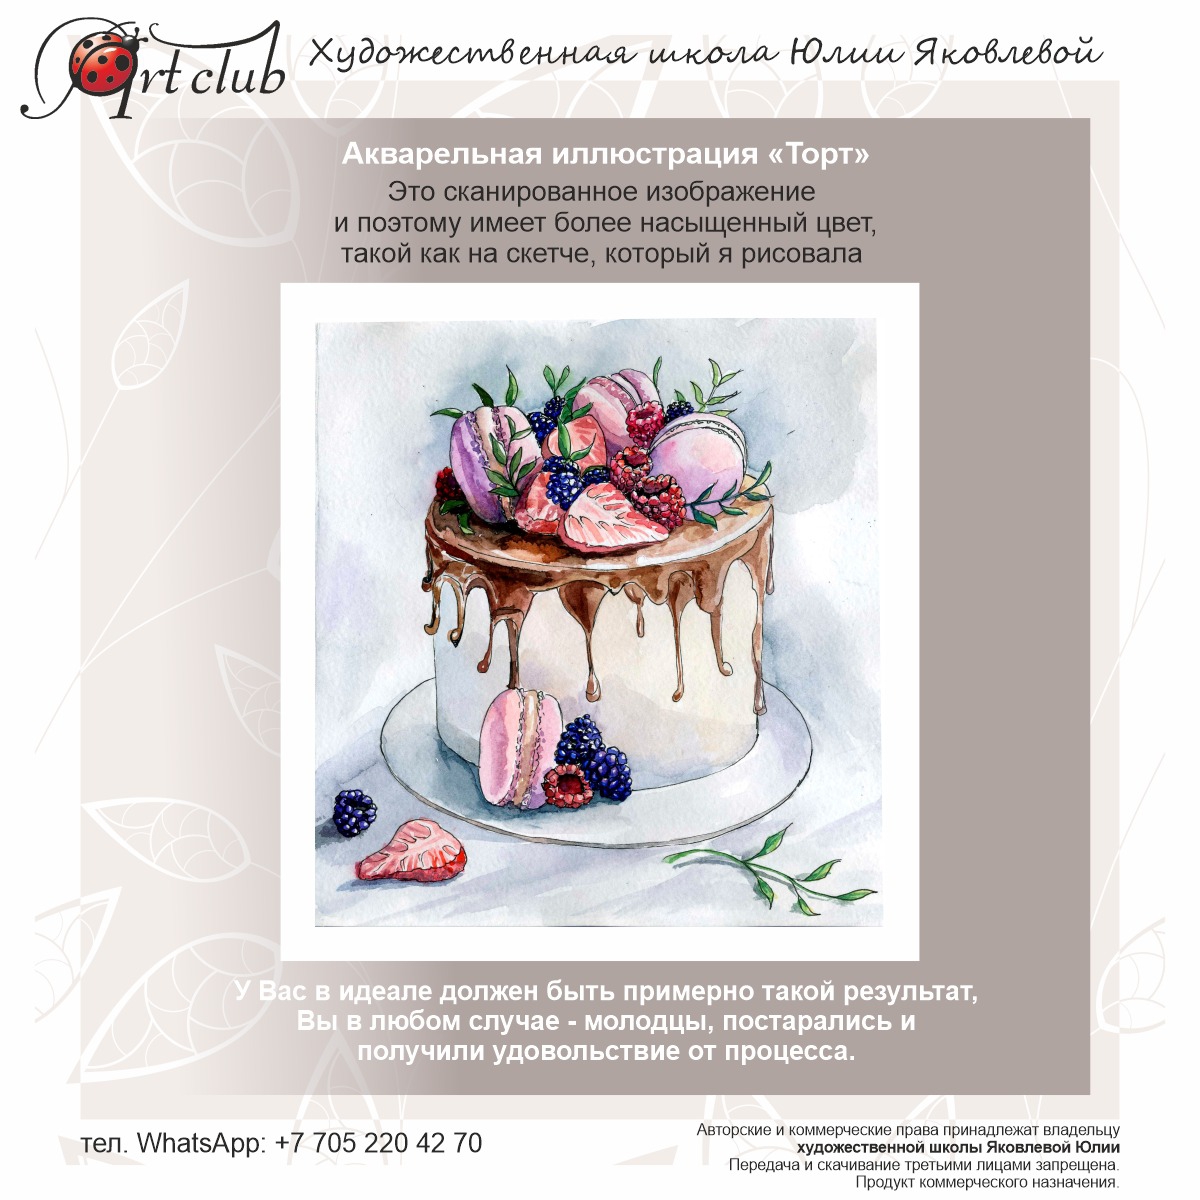 Art club
Художественная школа Юлии Яковлевой
Акварельная иллюстрация «Торт»
Это сканированное изображение
и поэтому имеет более насыщенный цвет,
такой как на скетче, который я рисовала
У Вас в идеале должен быть примерно такой результат,
Вы в любом случае - молодцы, постарались и
получили удовольствие от процесса.
тел. WhatsApp: +7 705 220 42 70
Авторские и коммерческие права принадлежат владельцу
художественной школы Яковлевой Юлии
Передача и скачивание третьими лицами запрещена.
Продукт коммерческого назначения.